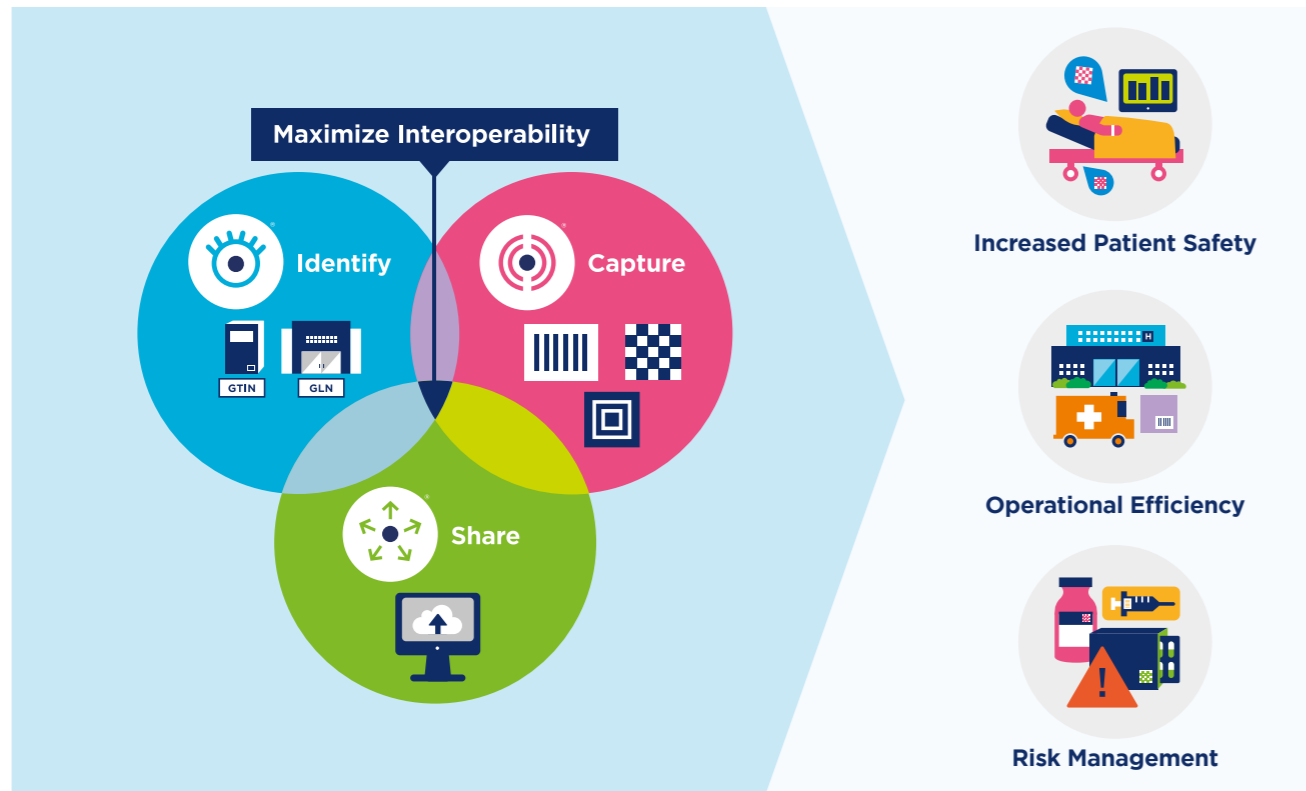 Maximize Interoperability
Identify
®
Capture
®
GTIN
GLN
Share
®
Increased Patient Safety
H
Operational Efficiency
!
Risk Management